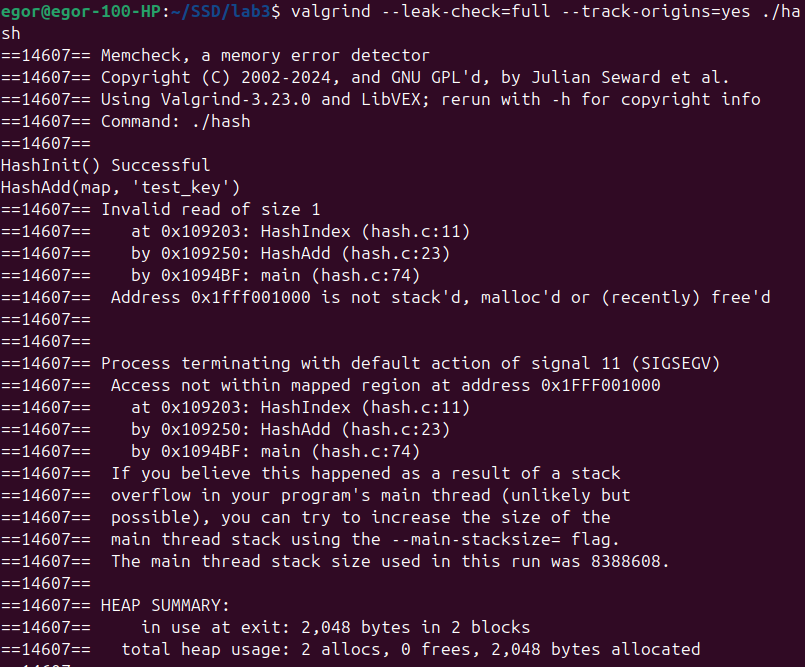 egor@egor-100-HP:~/SSD/lab3$ valgrind --leak-check=full --track-origins=yes ./ha
sh
==14607== Memcheck, a memory error detector
==14607== Copyright (C) 2002-2024, and GNU GPL'd, by Julian Seward et al.
==14607== Using Valgrind-3.23.0 and LibVEX; rerun with -h for copyright info
==14607== Command: ./hash
==14607==
HashInit() Successful
HashAdd(map, 'test_key')
==14607== Invalid read of size 1
==14607==    at 0x109203: HashIndex (hash.c:11)
==14607==    by 0x109250: HashAdd (hash.c:23)
==14607==    by 0x1094BF: main (hash.c:74)
==14607==  Address 0x1fff001000 is not stack'd, malloc'd or (recently) free'd
==14607==
==14607==
==14607== Process terminating with default action of signal 11 (SIGSEGV)
==14607==  Access not within mapped region at address 0x1FFF001000
==14607==    at 0x109203: HashIndex (hash.c:11)
==14607==    by 0x109250: HashAdd (hash.c:23)
==14607==    by 0x1094BF: main (hash.c:74)
==14607==  If you believe this happened as a result of a stack
==14607==  overflow in your program's main thread (unlikely but
==14607==  possible), you can try to increase the size of the
==14607==  main thread stack using the --main-stacksize= flag.
==14607==  The main thread stack size used in this run was 8388608.
==14607==
==14607== HEAP SUMMARY:
==14607==     in use at exit: 2,048 bytes in 2 blocks
==14607==   total heap usage: 2 allocs, 0 frees, 2,048 bytes allocated